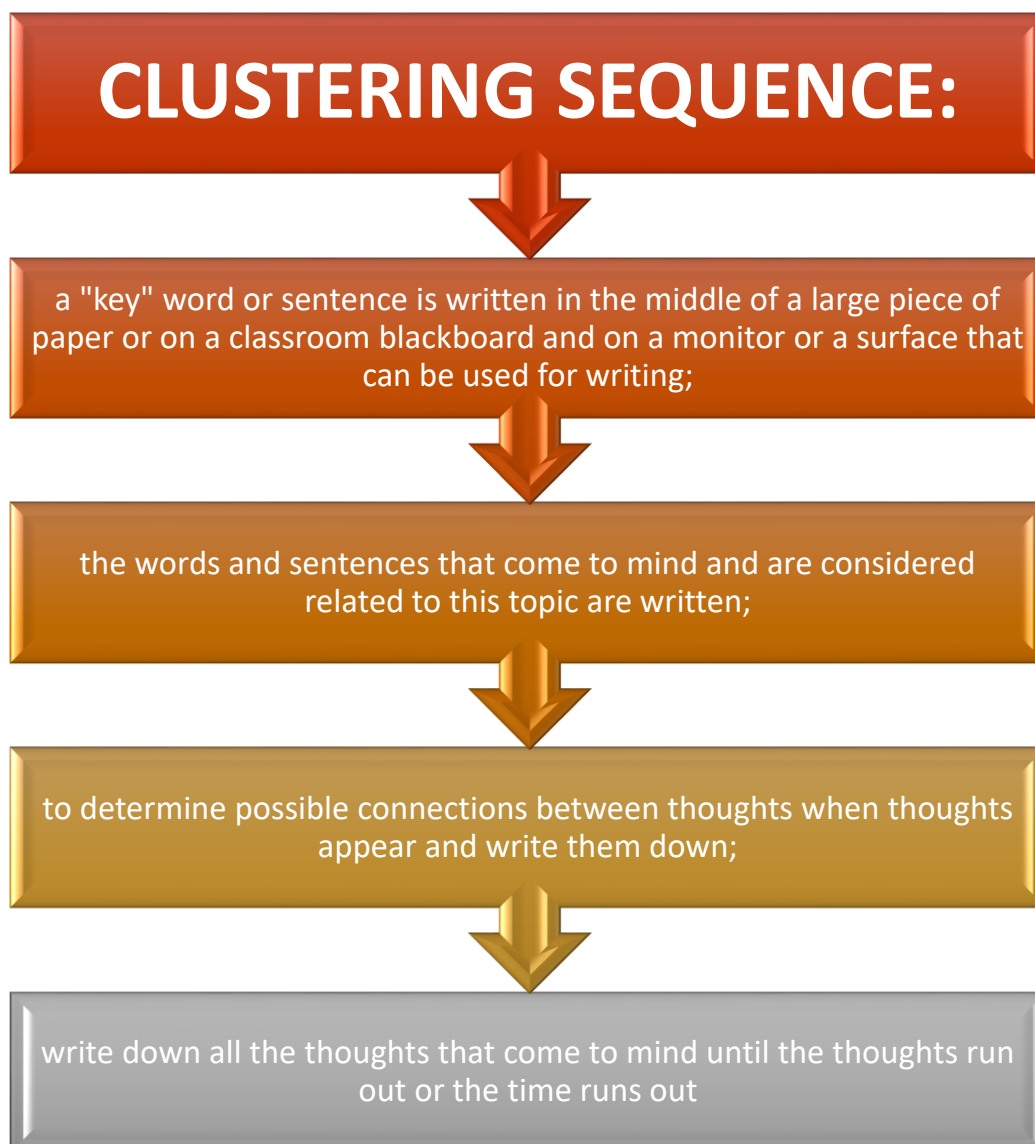 CLUSTERING SEQUENCE:
a "key" word or sentence is written in the middle of a large piece of
paper or on a classroom blackboard and on a monitor or a surface that
can be used for writing;
the words and sentences that come to mind and are considered
related to this topic are written;
to determine possible connections between thoughts when thoughts
appear and write them down;
write down all the thoughts that come to mind until the thoughts run
out or the time runs out